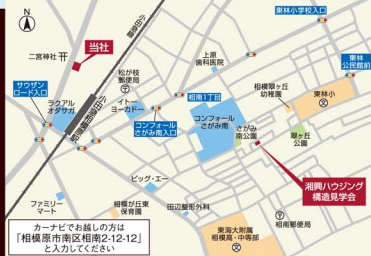 N
東林小学校入口
小田急線
二宮神社
当社
上原
歯科医院
東林
公民館前
松が枝
郵便局
サウザン
ロード入口
相南1丁目
相模翠ヶ丘
幼稚園
東林小
ラクアル
オダサガ
イトー
ヨーカドー
コンフォール
さがみ南入口
コンフォール
さがみ南
さがみ
南公園
翠ヶ丘
公園
小田急相模原駅
ビッグ・エー
湘興ハウジング
構造見学会
ファミリー
マート
相模が丘東
保育園
田辺整形外科
相南郵便局
東海大附属
相模高・中等部
カーナビでお越しの方は
「相模原市南区相南2-12-12」
と入力してください